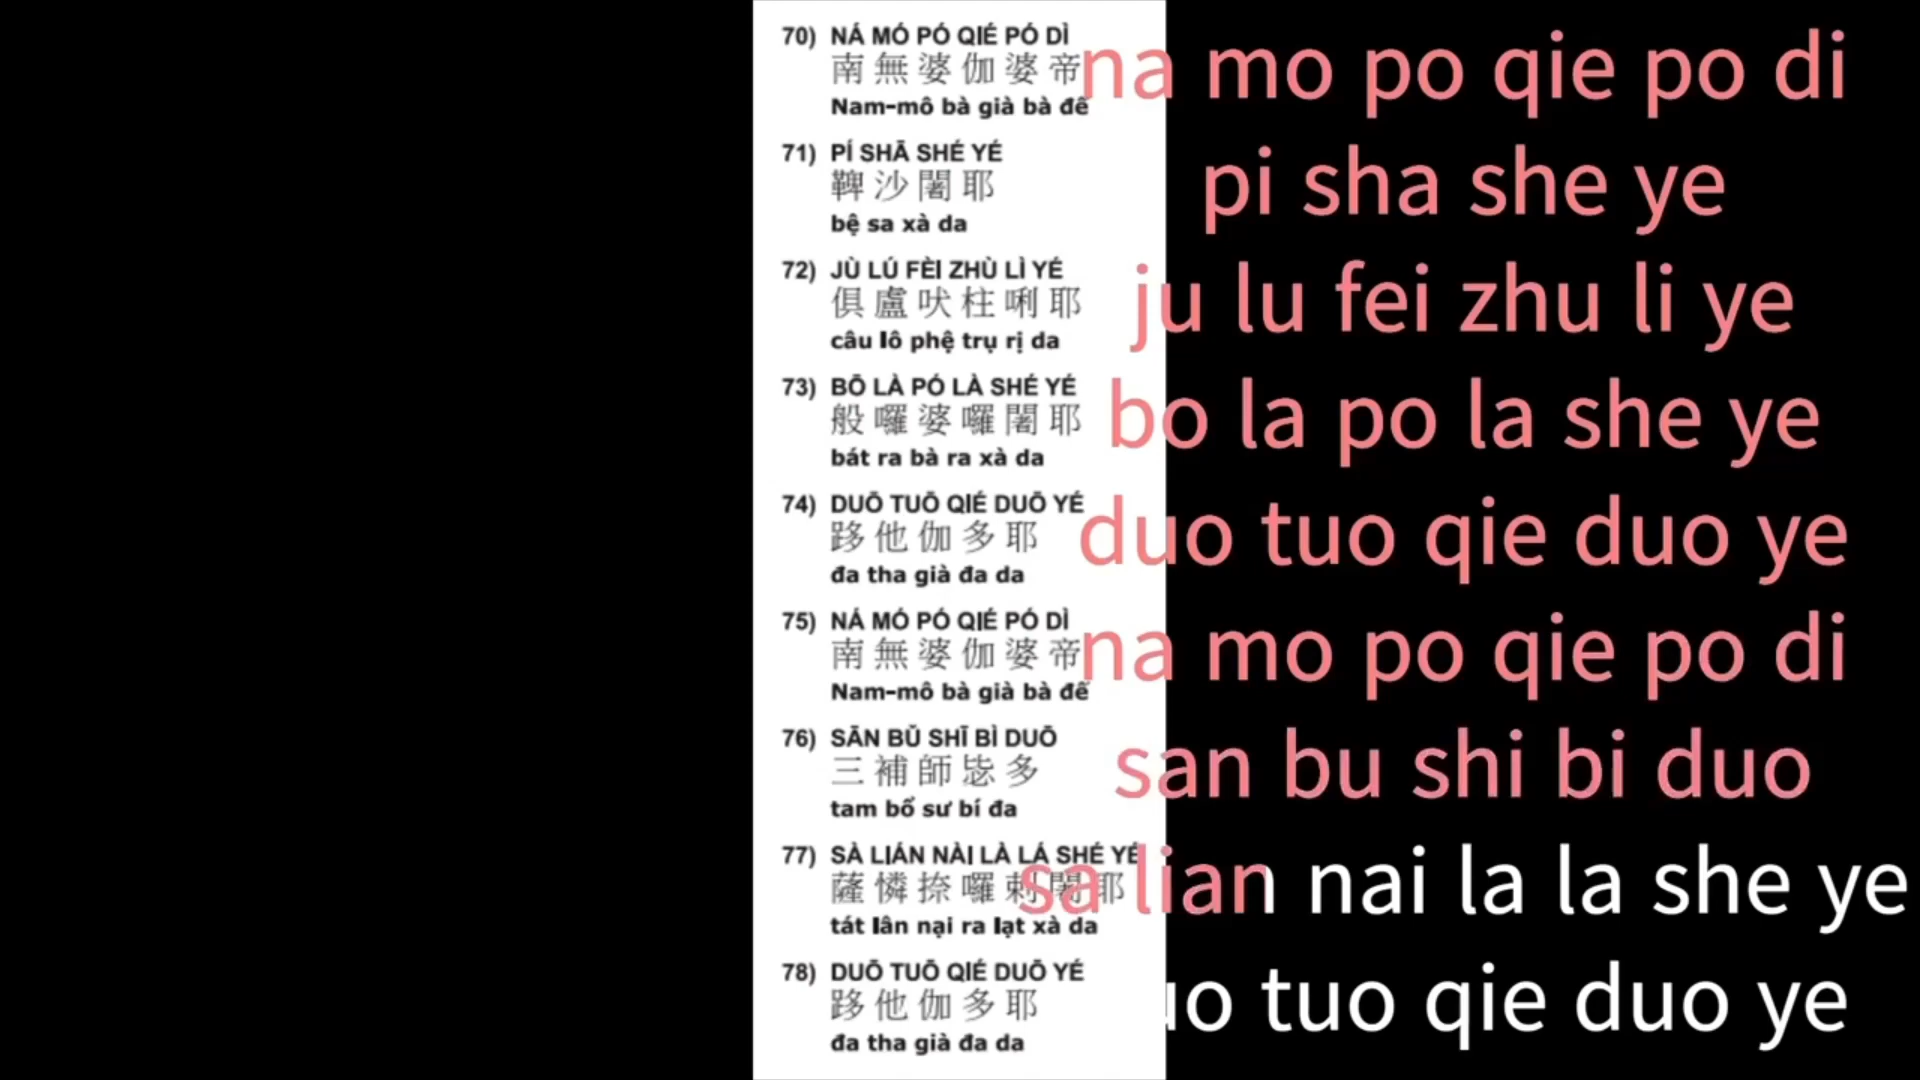 70) NÁ MÓ PÓ QIÉ PÓ DÌ
南無婆伽婆帝
Nam-mô bà già bà đế
71) PÍ SHĀ SHÉ YÉ
鞞沙闍耶
bệ sa xà da
72) JÙ LÚ FÈI ZHÙ LÌ YÉ
俱盧吠柱唎耶
câu lô phệ trụ rị da
73) BŌ LÀ PÓ LÀ SHÉ YÉ
般囉婆囉闍耶
bát ra bà ra xà da
74) DUŌ TUŌ QIÉ DUŌ YÉ
跢他伽多耶
đa tha già đa da
75) NÁ MÓ PÓ QIÉ PÓ DÌ
南無婆伽婆帝
Nam-mô bà già bà đế
76) SĀN BŬ SHĪ BÌ DUŌ
三補師毖多
tam bổ sư bí đa
77) SÀ LIÁN NÀI LÀ LÁ SHÉ YÉ
薩憐捺囉剌闍耶
tát lân nại ra lạt xà da
78) DUŌ TUŌ QIÉ DUŌ YÉ
跢他伽多耶
đa tha già đa da
na mo po qie po di
pi sha she ye
ju lu fei zhu li ye
bo la po la she ye
duo tuo qie duo ye
na mo po qie po di
san bu shi bi duo
sa lian nai la la she ye
tuo qie duo ye